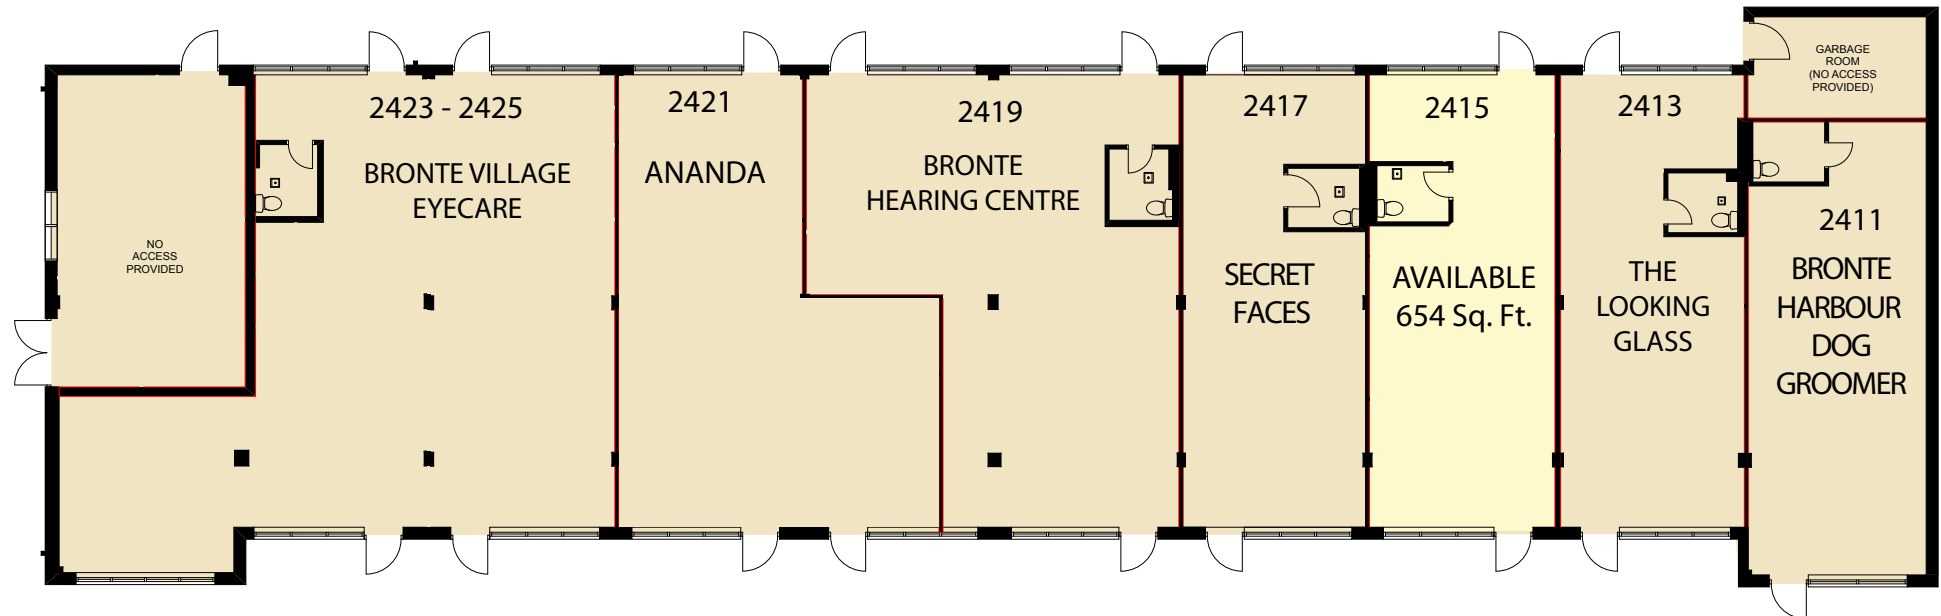 NO
ACCESS
PROVIDED
2423 - 2425
BRONTE VILLAGE
EYECARE
2421
ANANDA
2419
BRONTE
HEARING CENTRE
2417
SECRET
FACES
2415
AVAILABLE
654 Sq. Ft.
2413
THE
LOOKING
GLASS
GARBAGE
ROOM
(NO ACCESS
PROVIDED)
2411
BRONTE
HARBOUR
DOG
GROOMER